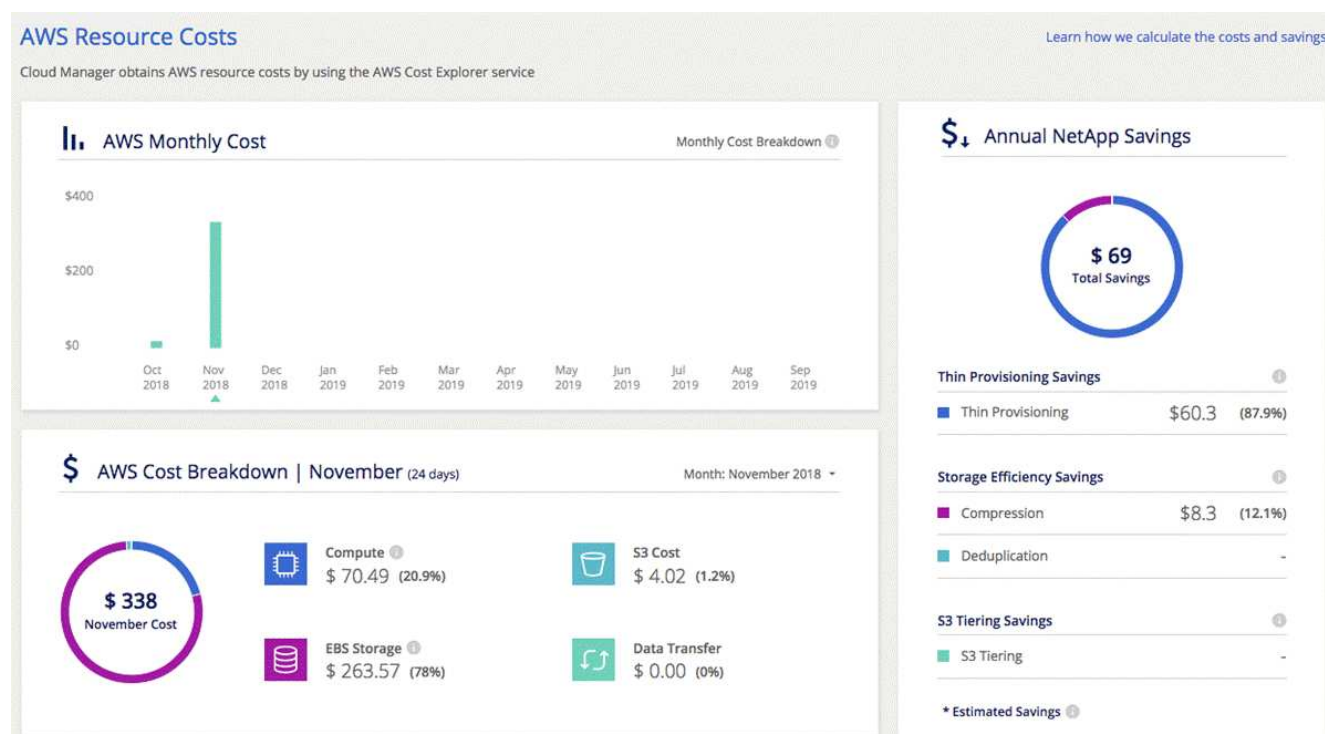 AWS Resource Costs
Learn how we calculate the costs and savings
Cloud Manager obtains AWS resource costs by using the AWS Cost Explorer service
AWS Monthly Cost
Monthly Cost Breakdown
$400
$200
$0
Oct Nov Dec Jan Feb Mar Apr May Jun Jul Aug Sep
2018 2018 2018 2019 2019 2019 2019 2019 2019 2019 2019 2019
$ AWS Cost Breakdown | November (24 days)
Month: November 2018
$ 338
November Cost
Compute
$ 70.49 (20.9%)
S3 Cost
$ 4.02 (1.2%)
EBS Storage
$ 263.57 (78%)
Data Transfer
$ 0.00 (0%)
$ Annual NetApp Savings
$ 69
Total Savings
Thin Provisioning Savings
Thin Provisioning $60.3 (87.9%)
Storage Efficiency Savings
Compression $8.3 (12.1%)
Deduplication -
S3 Tiering Savings
S3 Tiering -
* Estimated Savings